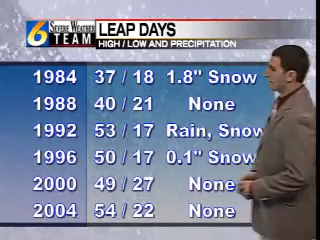 6 SEVERE WEATHER TEAM
LEAP DAYS
HIGH / LOW AND PRECIPITATION
1984 37 / 18 1.8" Snow
1988 40 / 21 None
1992 53 / 17 Rain, Snow
1996 50 / 17 0.1" Snow
2000 49 / 27 None
2004 54 / 22 None